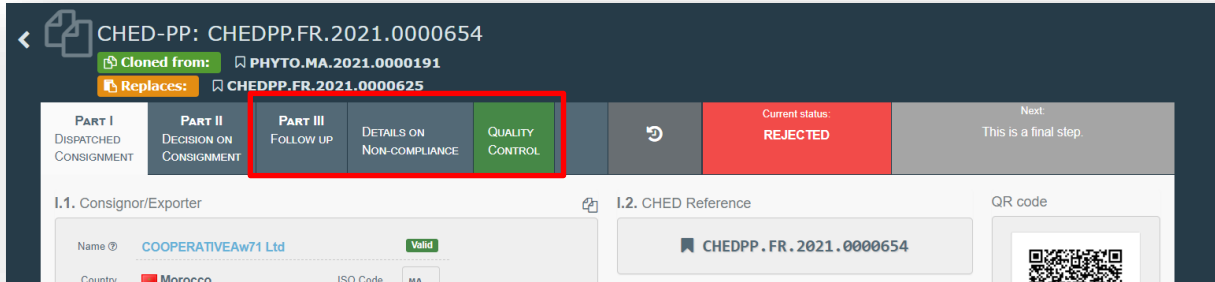 CHED-PP: CHEDPP.FR.2021.0000654
Cloned from: PHYTO.MA.2021.0000191
Replaces: CHEDPP.FR.2021.0000625
PART I
DISPATCHED
CONSIGNMENT
PART II
DECISION ON
CONSIGNMENT
PART III
FOLLOW UP
DETAILS ON
NON-COMPLIANCE
QUALITY
CONTROL
Current status:
REJECTED
Next:
This is a final step.
I.1. Consignor/Exporter
I.2. CHED Reference
QR code
Name
COOPERATIVEAw71 Ltd
Valid
CHEDPP.FR.2021.0000654
Country
Morocco
ISO Code
MA